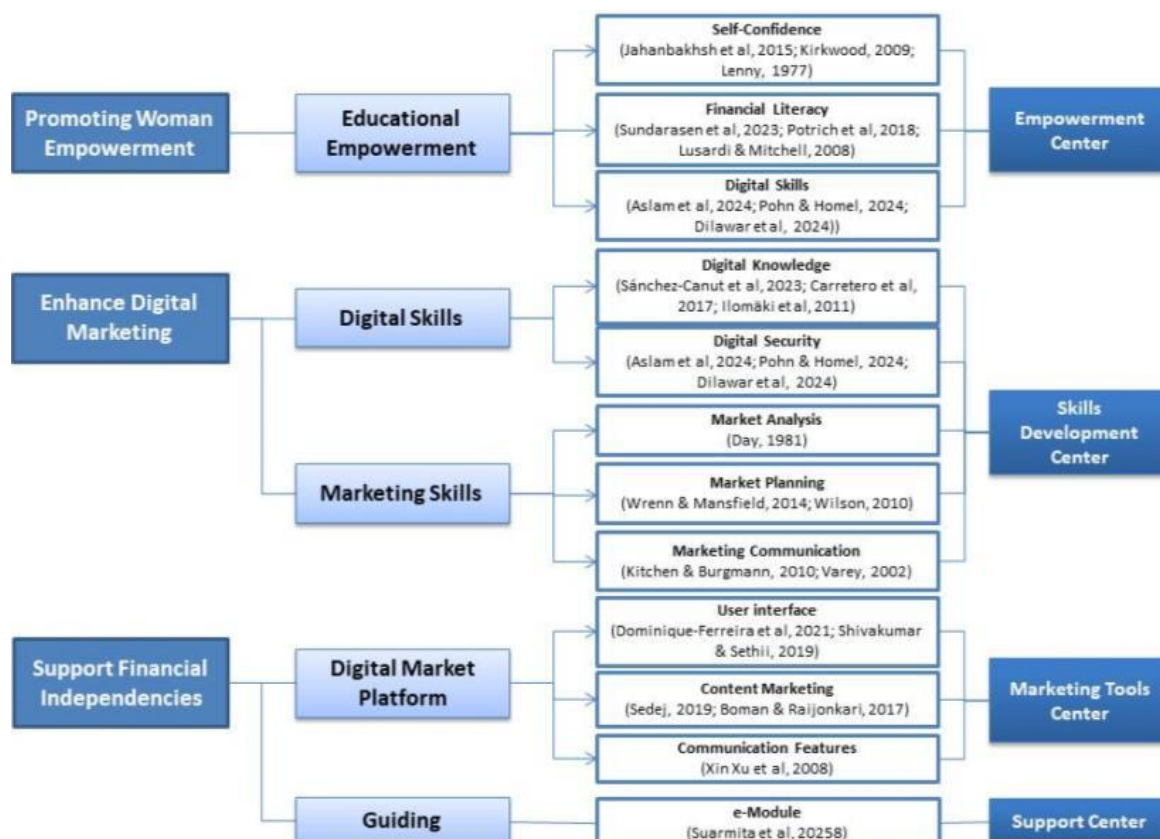 Promoting Woman
Empowerment
Educational
Empowerment
Self-Confidence
(Jahanbakhsh et al, 2015; Kirkwood, 2009;
Lenny, 1977)
Financial Literacy
(Sundarasen et al, 2023; Potrich et al, 2018;
Lusardi & Mitchell, 2008)
Digital Skills
(Aslam et al, 2024; Pohn & Homel, 2024;
Dilawar et al, 2024))
Empowerment
Center
Enhance Digital
Marketing
Digital Skills
Digital Knowledge
(Sánchez-Canut et al, 2023; Carretero et al,
2017; Ilomäki et al, 2011)
Digital Security
(Aslam et al, 2024; Pohn & Homel, 2024;
Dilawar et al, 2024)
Marketing Skills
Market Analysis
(Day, 1981)
Market Planning
(Wrenn & Mansfield, 2014; Wilson, 2010)
Marketing Communication
(Kitchen & Burgmann, 2010; Varey, 2002)
Skills
Development
Center
Support Financial
Independencies
Digital Market
Platform
User interface
(Dominique-Ferreira et al, 2021; Shivakumar
& Sethii, 2019)
Content Marketing
(Sedej, 2019; Boman & Raijonkari, 2017)
Communication Features
(Xin Xu et al, 2008)
Marketing Tools
Center
Guiding
e-Module
(Suarmita et al, 20258)
Support Center